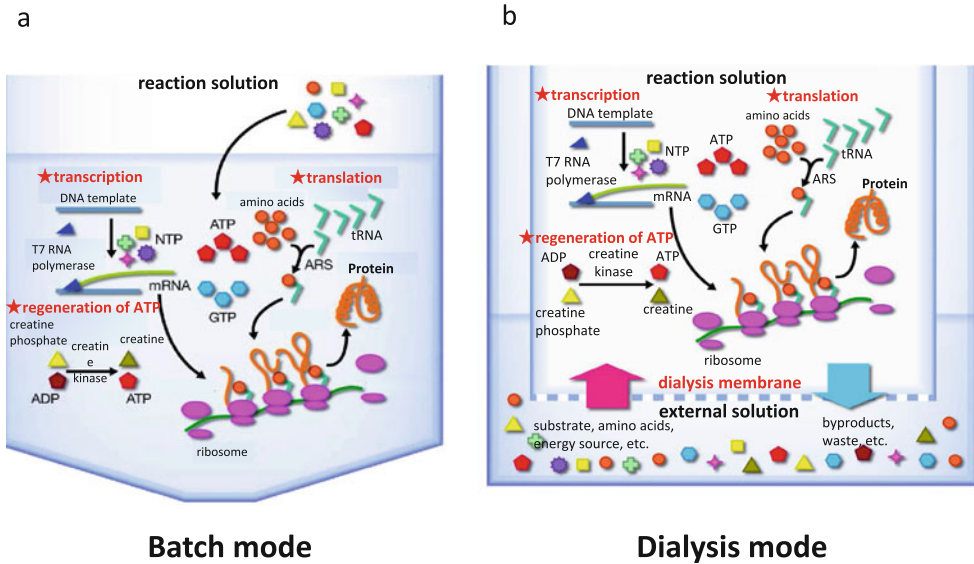 a
reaction solution
★transcription
DNA template
T7 RNA
polymerase
NTP
mRNA
★translation
amino acids
tRNA
ARS
ATP
GTP
Protein
★regeneration of ATP
creatine
phosphate
creatin
e
kinase
creatine
ADP
ATP
ribosome
Batch mode
b
reaction solution
★transcription
DNA template
T7 RNA
polymerase
NTP
mRNA
★translation
amino acids
tRNA
ARS
ATP
GTP
Protein
★regeneration of ATP
ADP
creatine
kinase
ATP
creatine
phosphate
creatine
ribosome
dialysis membrane
external solution
substrate, amino acids,
energy source, etc.
byproducts,
waste, etc.
Dialysis mode